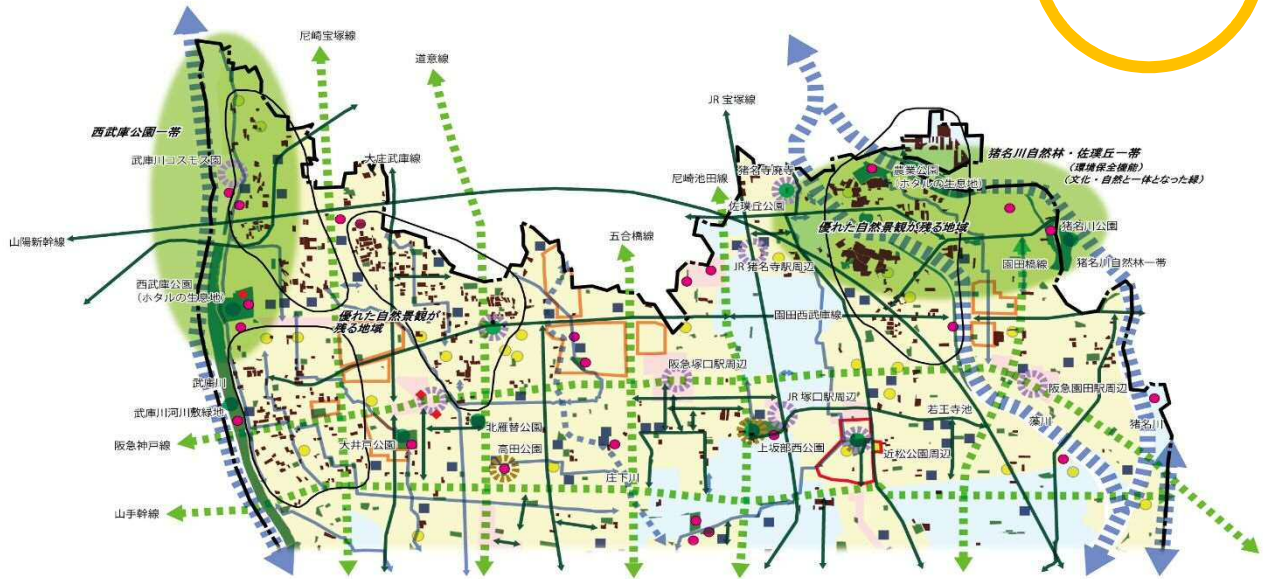 尼崎宝塚線
道意線
JR 宝塚線
西武庫公園一帯
武庫川コスモス園
大庄武庫線
尼崎池田線
猪名寺廃寺
佐璞丘公園
農業公園
（ホタルの生息地）
猪名川自然林・佐璞丘一帯
（環境保全機能）
（文化・自然と一体となった緑）
山陽新幹線
五合橋線
優れた自然景観が残る地域
猪名川公園
JR 猪名寺駅周辺
園田橋線
猪名川自然林一帯
西武庫公園
（ホタルの生息地）
優れた自然景観が
残る地域
園田西武庫線
阪急塚口駅周辺
阪急園田駅周辺
武庫川
武庫川河川敷緑地
JR 塚口駅周辺
若王寺池
藻川
猪名川
阪急神戸線
大井戸公園
北雁替公園
高田公園
上坂部西公園
近松公園周辺
庄下川
山手幹線